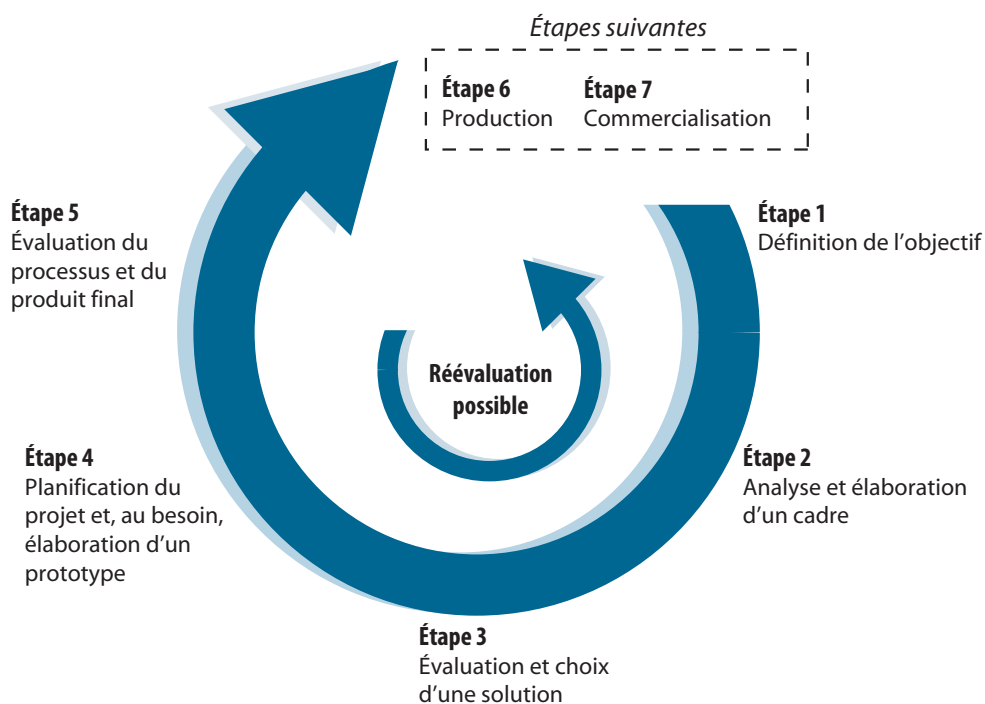 Étapes suivantes
Étape 6
Production
Étape 7
Commercialisation
Étape 1
Définition de l’objectif
Étape 2
Analyse et élaboration
d’un cadre
Étape 3
Évaluation et choix
d’une solution
Étape 4
Planification du
projet et, au besoin,
élaboration d’un
prototype
Étape 5
Évaluation du
processus et du
produit final
Réévaluation
possible